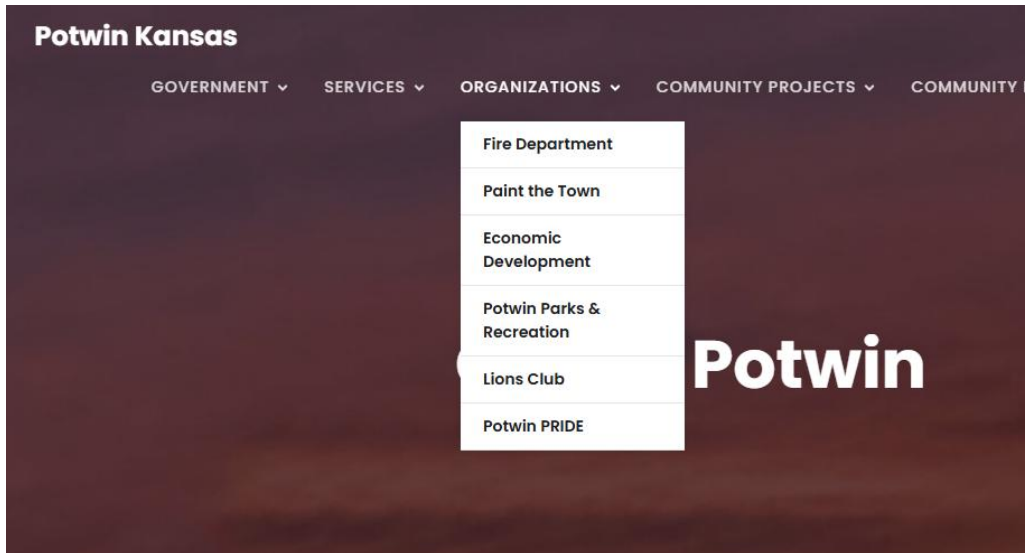 Potwin Kansas
GOVERNMENT SERVICES ORGANIZATIONS COMMUNITY PROJECTS COMMUNITY
Fire Department
Paint the Town
Economic
Development
Potwin Parks &
Recreation
Potwin
Lions Club
Potwin PRIDE